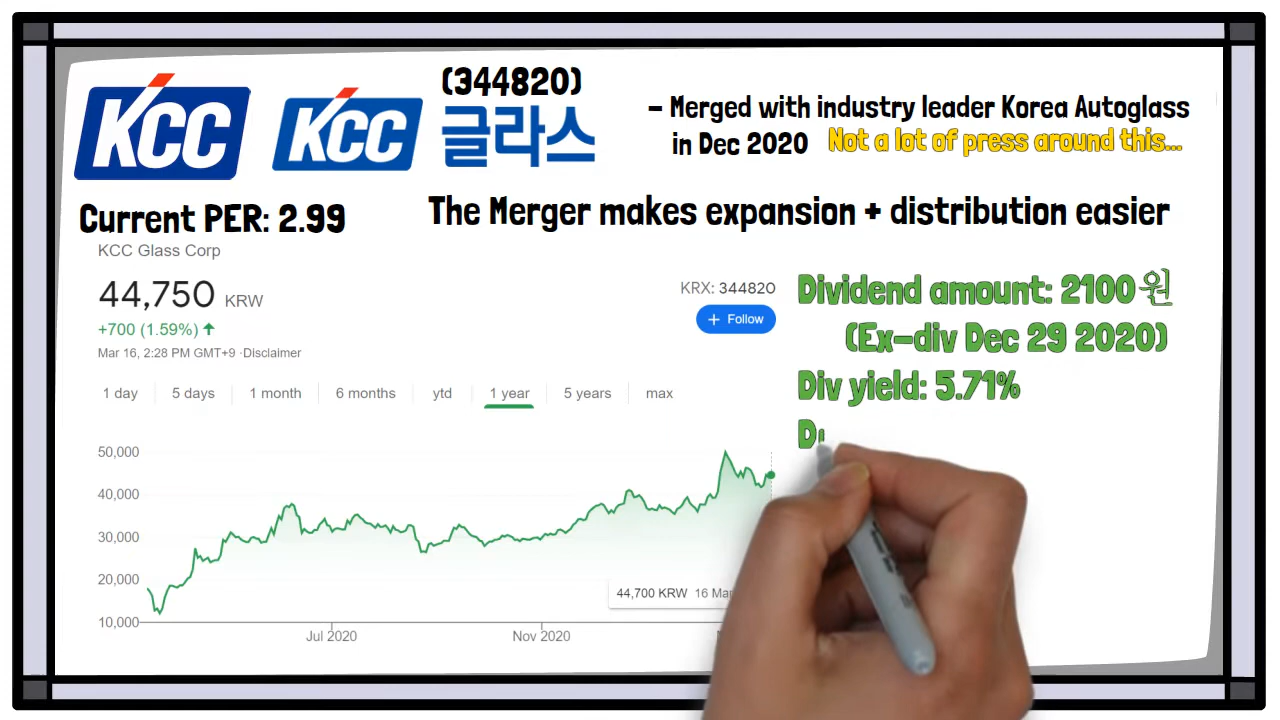 KCC
KCC
(344820)
글라스
– Merged with industry leader Korea Autoglass
in Dec 2020
Not a lot of press around this...
Current PER: 2.99
The Merger makes expansion + distribution easier
KCC Glass Corp
44,750 KRW
+700 (1.59%) ↑
Mar 16, 2:28 PM GMT+9 ·Disclaimer
KRX: 344820
+ Follow
1 day 5 days 1 month 6 months ytd 1 year 5 years max
50,000
40,000
30,000
20,000
10,000
44,700 KRW 16 Mar
Jul 2020 Nov 2020
Dividend amount: 2100원
(Ex-div Dec 29 2020)
Div yield: 5.71%